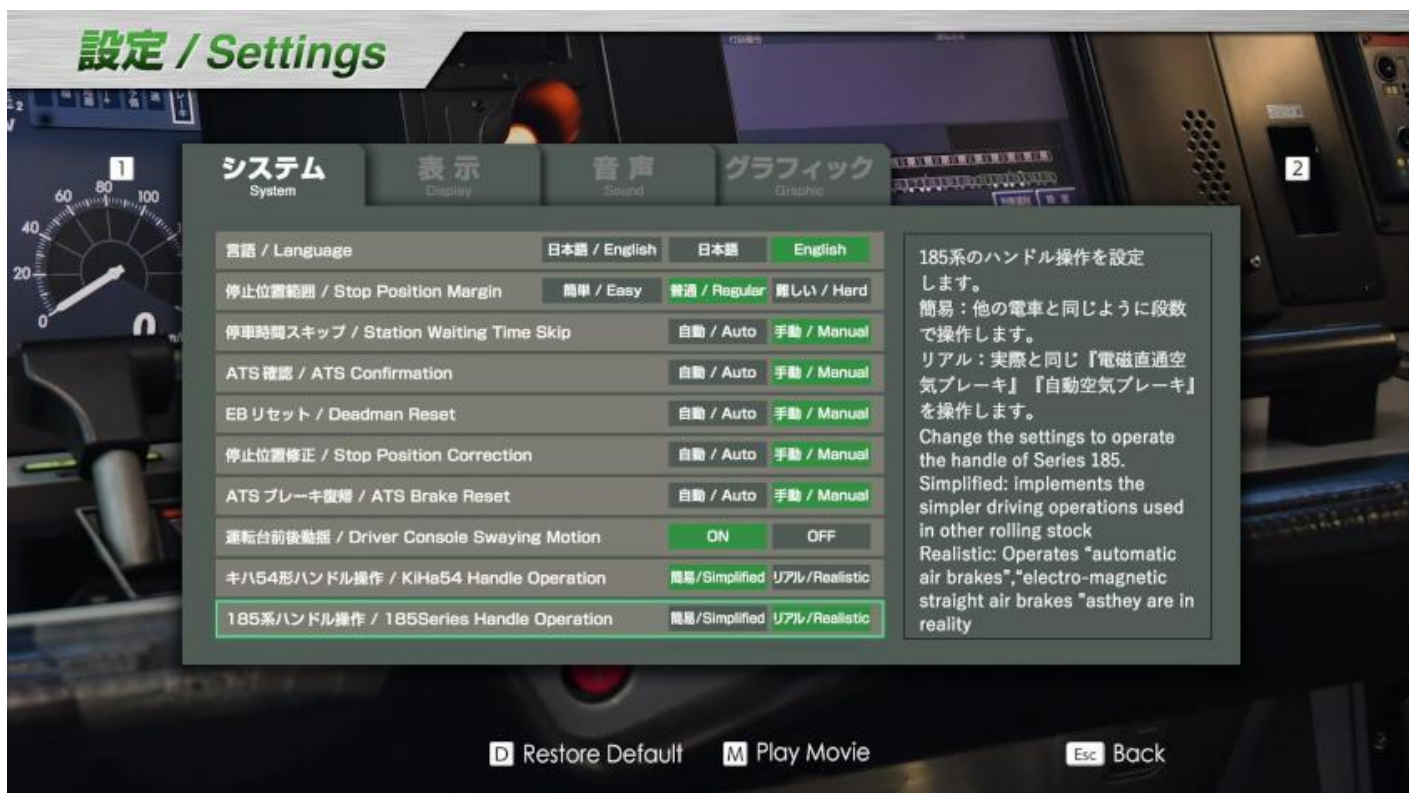 設定 / Settings
1
2
システム
System
表示
Display
音声
Sound
グラフィック
Graphic
言語 / Language
日本語 / English
日本語
English
停止位置範囲 / Stop Position Margin
簡単 / Easy
普通 / Regular
難しい / Hard
停車時間スキップ / Station Waiting Time Skip
自動 / Auto
手動 / Manual
ATS 確認 / ATS Confirmation
自動 / Auto
手動 / Manual
EB リセット / Deadman Reset
自動 / Auto
手動 / Manual
停止位置修正 / Stop Position Correction
自動 / Auto
手動 / Manual
ATS ブレーキ復帰 / ATS Brake Reset
自動 / Auto
手動 / Manual
運転台前後動揺 / Driver Console Swaying Motion
ON
OFF
キハ54形ハンドル操作 / KiHa54 Handle Operation
簡易/Simplified
リアル/Realistic
185系ハンドル操作 / 185Series Handle Operation
簡易/Simplified
リアル/Realistic
185系のハンドル操作を設定
します。
簡易：他の電車と同じように段数
で操作します。
リアル：実際と同じ『電磁直通空
気ブレーキ』『自動空気ブレーキ』
を操作します。
Change the settings to operate
the handle of Series 185.
Simplified: implements the
simpler driving operations used
in other rolling stock
Realistic: Operates "automatic
air brakes","electro-magnetic
straight air brakes "asthey are in
reality
0
20
40
60
80
100
0
D Restore Default
M Play Movie
Esc Back